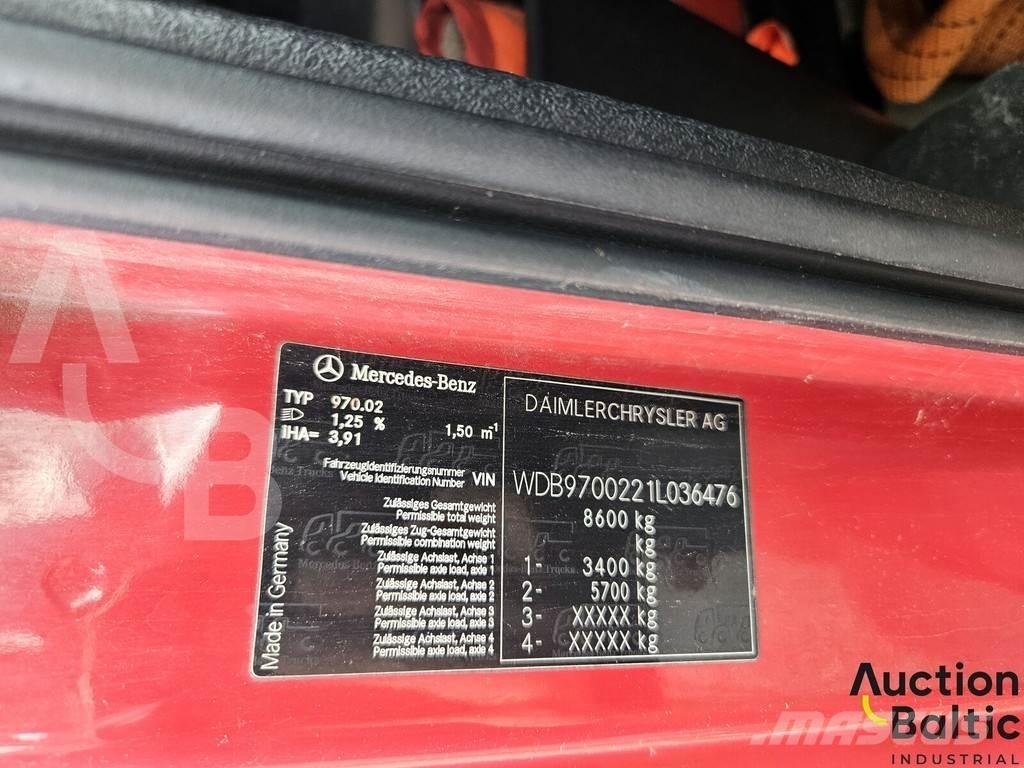 Mercedes-Benz
TYP 970.02
1,25 % 1,50 m⁻¹
IHA= 3,91
Fahrzeugidentifizierungsnummer
Vehicle Identification Number VIN
Zulässiges Gesamtgewicht
Permissible total weight
Zulässiges Zug-Gesamtgewicht
Permissible combination weight
Zulässige Achslast, Achse 1
Permissible axle load, axle 1
Zulässige Achslast, Achse 2
Permissible axle load, axle 2
Zulässige Achslast, Achse 3
Permissible axle load, axle 3
Zulässige Achslast, Achse 4
Permissible axle load, axle 4
Made in Germany
DAIMLERCHRYSLER AG
WDB9700221L036476
8600 kg
kg
1- 3400 kg
2- 5700 kg
3- XXXXX kg
4- XXXXX kg
A
B
Auction
Baltic
INDUSTRIAL
MASCUS